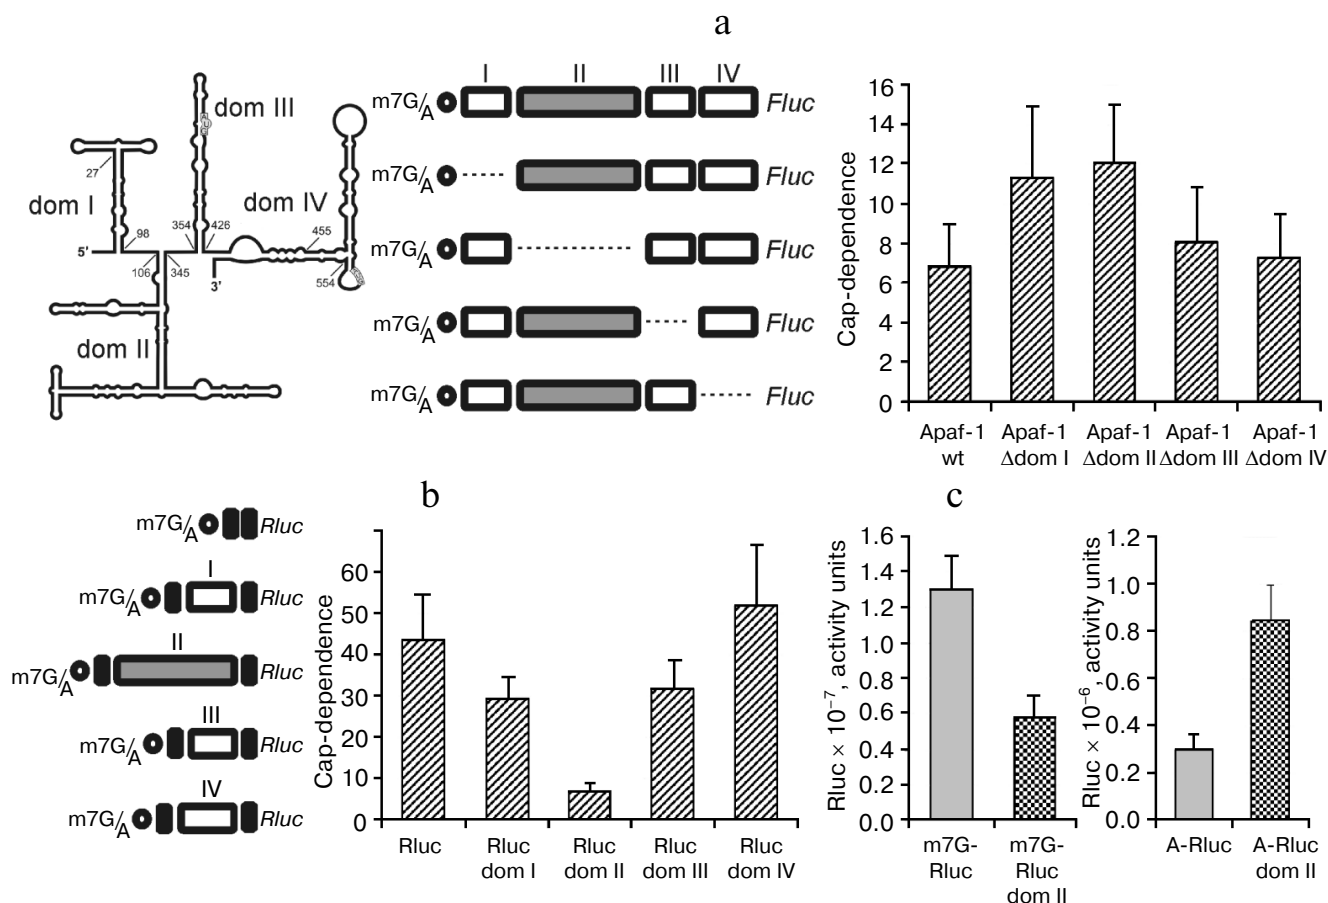 a
dom III
27
dom I
dom IV
98
354
426
455
5'
106
345
3'
554
dom II
I II III IV
m7G/A Fluc
m7G/A Fluc
m7G/A Fluc
m7G/A Fluc
m7G/A Fluc
Cap-dependence
16
14
12
10
8
6
4
2
0
Apaf-1 wt
Apaf-1 Δdom I
Apaf-1 Δdom II
Apaf-1 Δdom III
Apaf-1 Δdom IV
b
m7G/A Rluc
I
m7G/A Rluc
II
m7G/A Rluc
III
m7G/A Rluc
IV
m7G/A Rluc
Cap-dependence
60
50
40
30
20
10
0
Rluc
Rluc dom I
Rluc dom II
Rluc dom III
Rluc dom IV
c
Rluc × 10⁻⁷, activity units
1.6
1.4
1.2
1.0
0.8
0.6
0.4
0.2
0.0
m7G-Rluc
m7G-Rluc dom II
Rluc × 10⁻⁶, activity units
1.2
1.0
0.8
0.6
0.4
0.2
0.0
A-Rluc
A-Rluc dom II